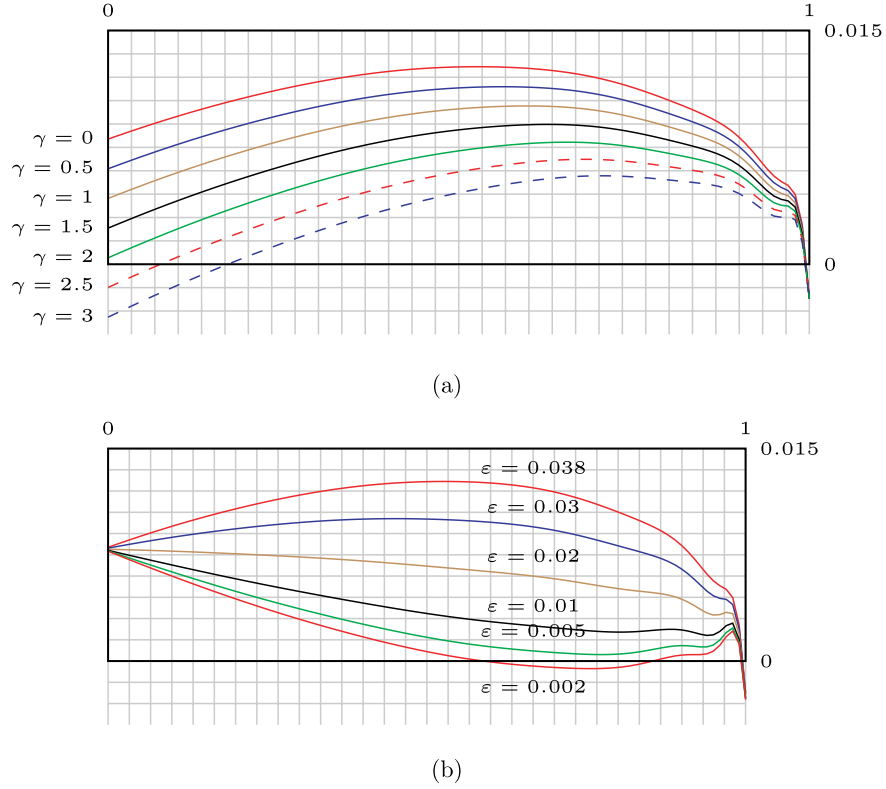 0 1
0.015
γ = 0
γ = 0.5
γ = 1
γ = 1.5
γ = 2
0
γ = 2.5
γ = 3
(a)
0 1
0.015
ε = 0.038
ε = 0.03
ε = 0.02
ε = 0.01
ε = 0.005
0
ε = 0.002
(b)